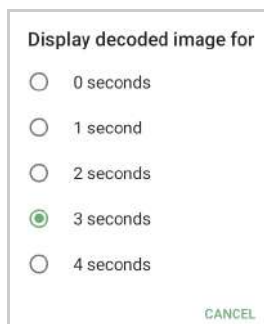 Display decoded image for
0 seconds
1 second
2 seconds
3 seconds
4 seconds
CANCEL